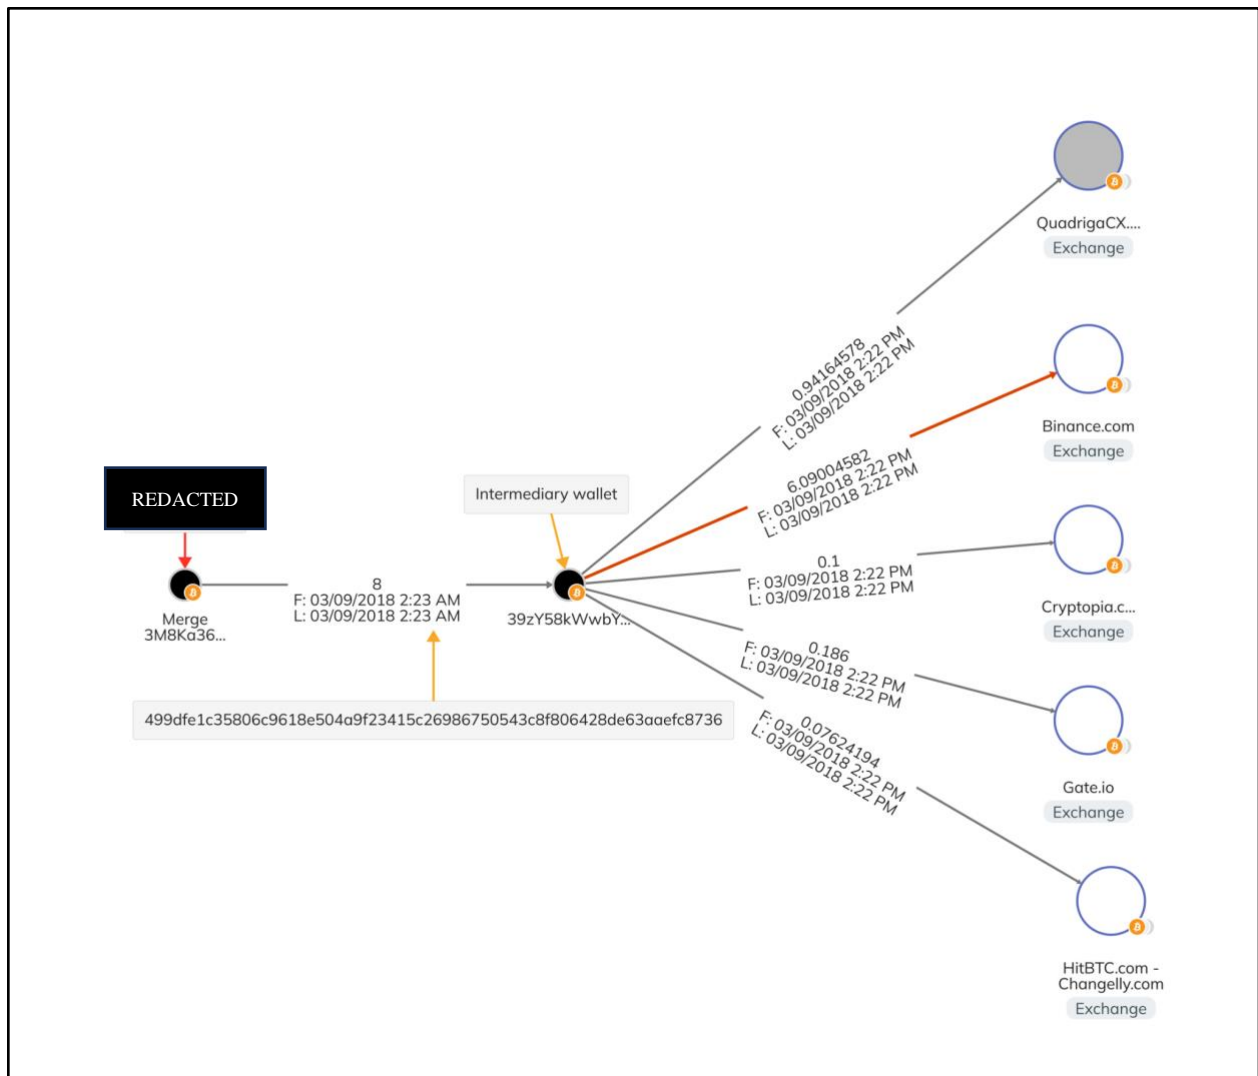 QuadrigaCX....
Exchange
0.94164578
F: 03/09/2018 2:22 PM
L: 03/09/2018 2:22 PM
Binance.com
Exchange
6.09004582
F: 03/09/2018 2:22 PM
L: 03/09/2018 2:22 PM
REDACTED
Intermediary wallet
8
F: 03/09/2018 2:23 AM
L: 03/09/2018 2:23 AM
Merge
3M8Ka36...
39zY58kWwbY...
0.1
F: 03/09/2018 2:22 PM
L: 03/09/2018 2:22 PM
Cryptopia.c...
Exchange
0.186
F: 03/09/2018 2:22 PM
L: 03/09/2018 2:22 PM
499dfe1c35806c9618e504a9f23415c26986750543c8f806428de63aaefc8736
Gate.io
Exchange
0.07624194
F: 03/09/2018 2:22 PM
L: 03/09/2018 2:22 PM
HitBTC.com -
Changelly.com
Exchange